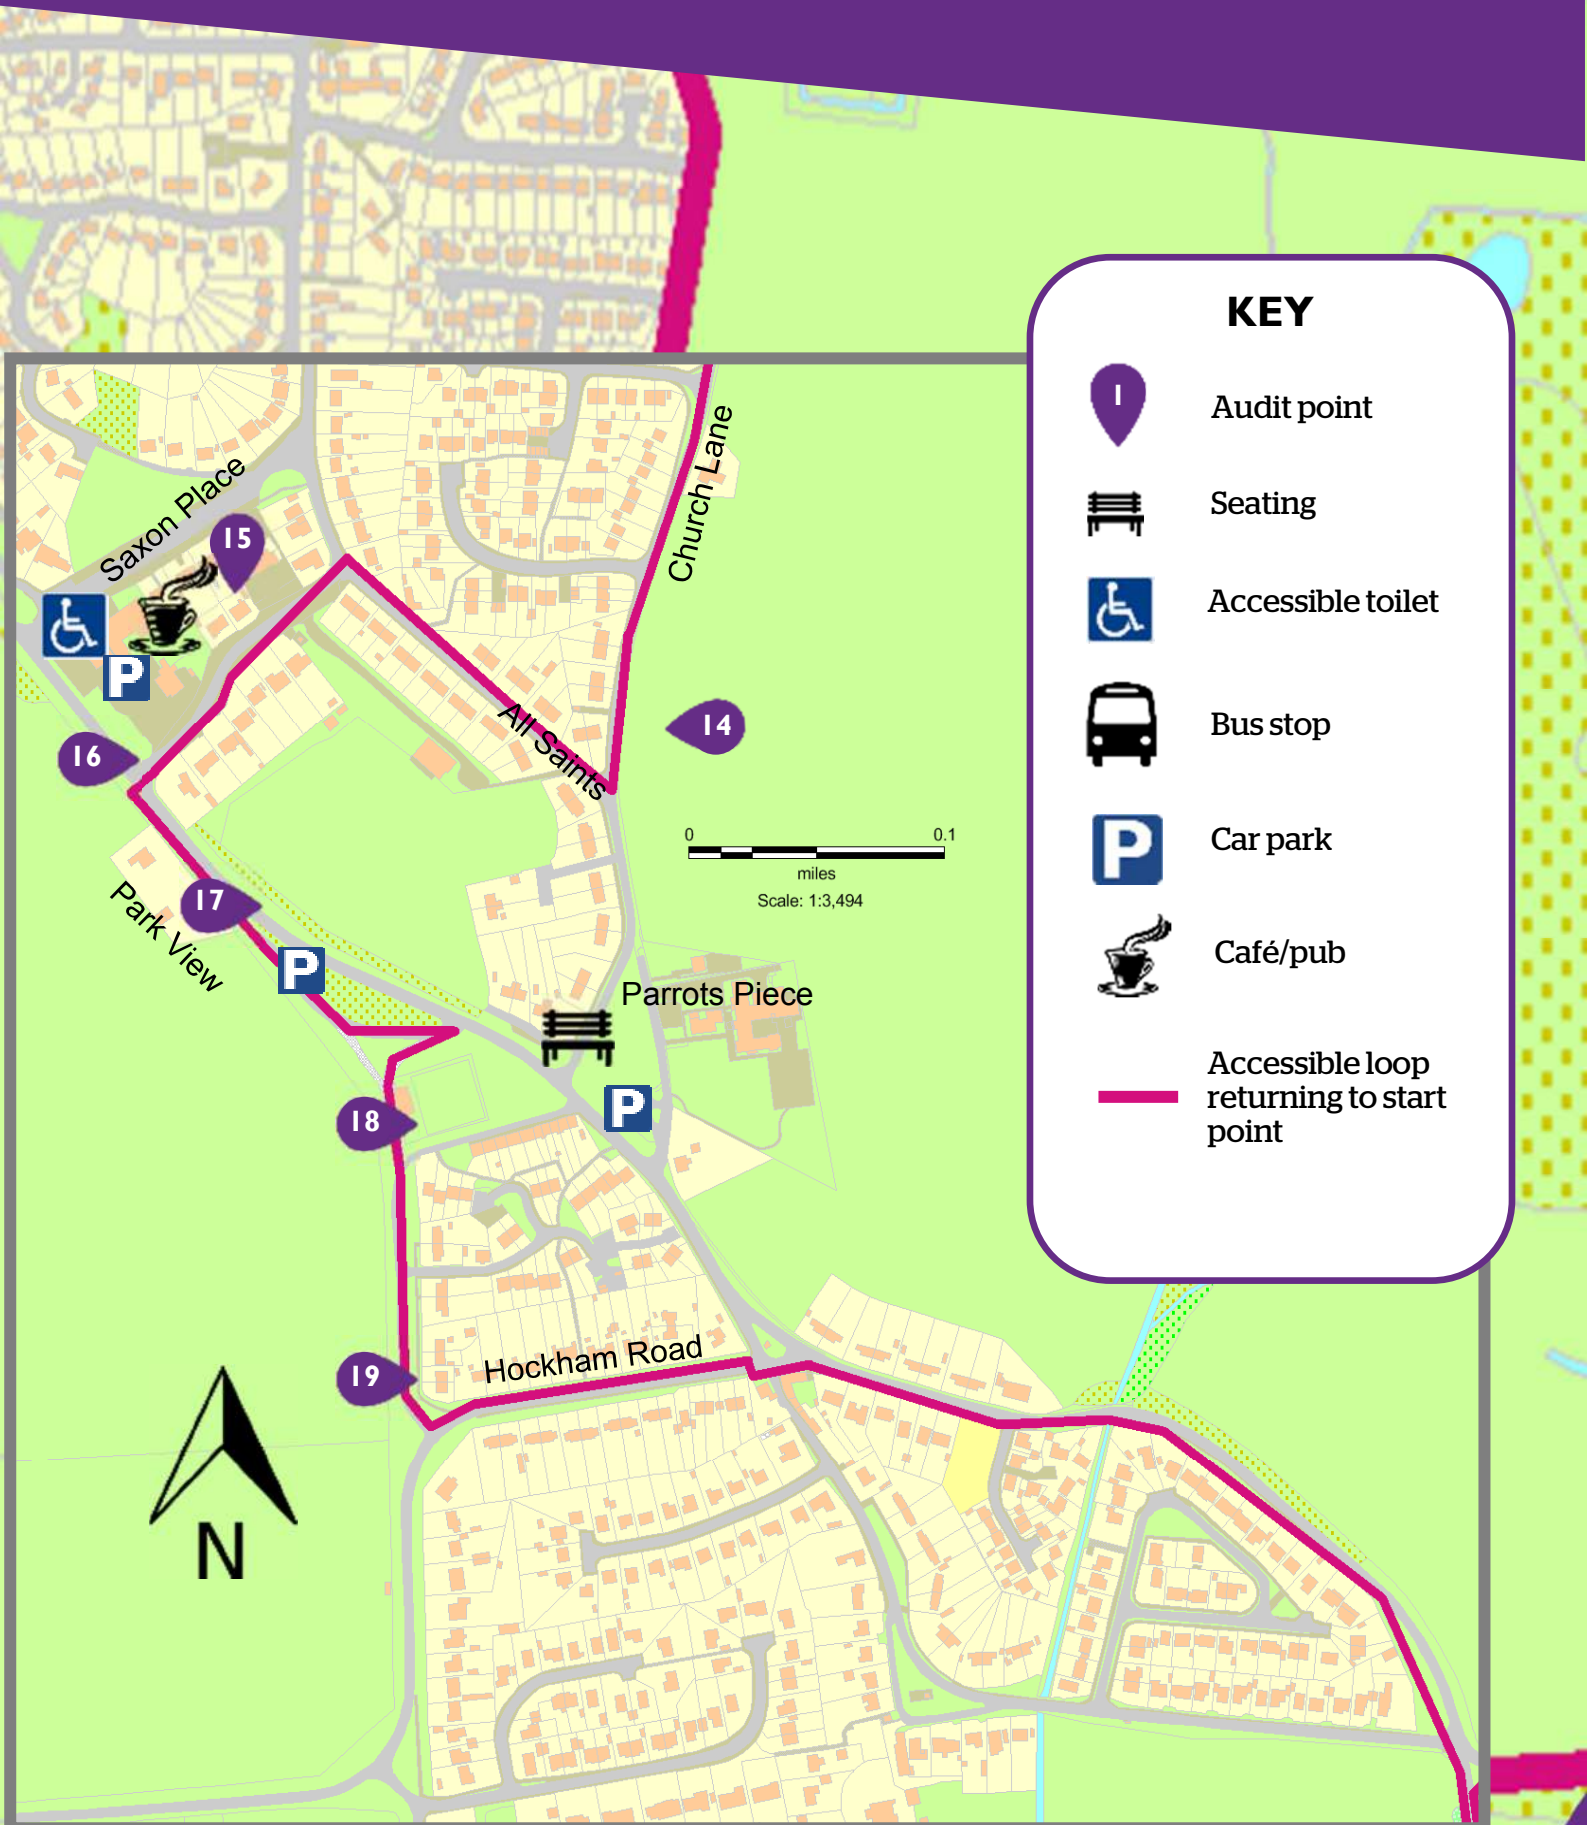 KEY
1
Audit point
Seating
Accessible toilet
Bus stop
P
Car park
Café/pub
Accessible loop
returning to start
point
Church Lane
Saxon Place
15
P
16
14
All Saints
0
0.1
miles
Scale: 1:3,494
17
Park View
P
Parrots Piece
P
18
Hockham Road
19
N